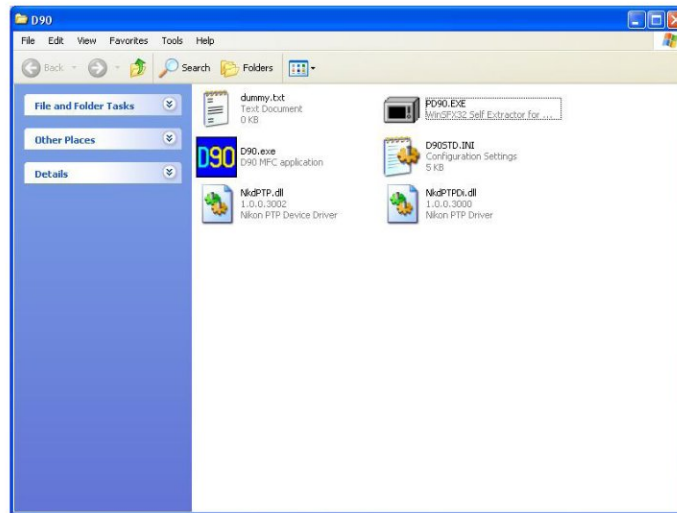 D90
File Edit View Favorites Tools Help
Back Search Folders
File and Folder Tasks
Other Places
Details
dummy.txt
Text Document
0 KB
PD90.EXE
WinSFX32 Self Extractor for ...
D90
D90.exe
D90 MFC application
D90STD.INI
Configuration Settings
5 KB
NkdPTP.dll
1.0.0.3002
Nikon PTP Device Driver
NkdPTPDi.dll
1.0.0.3000
Nikon PTP Driver